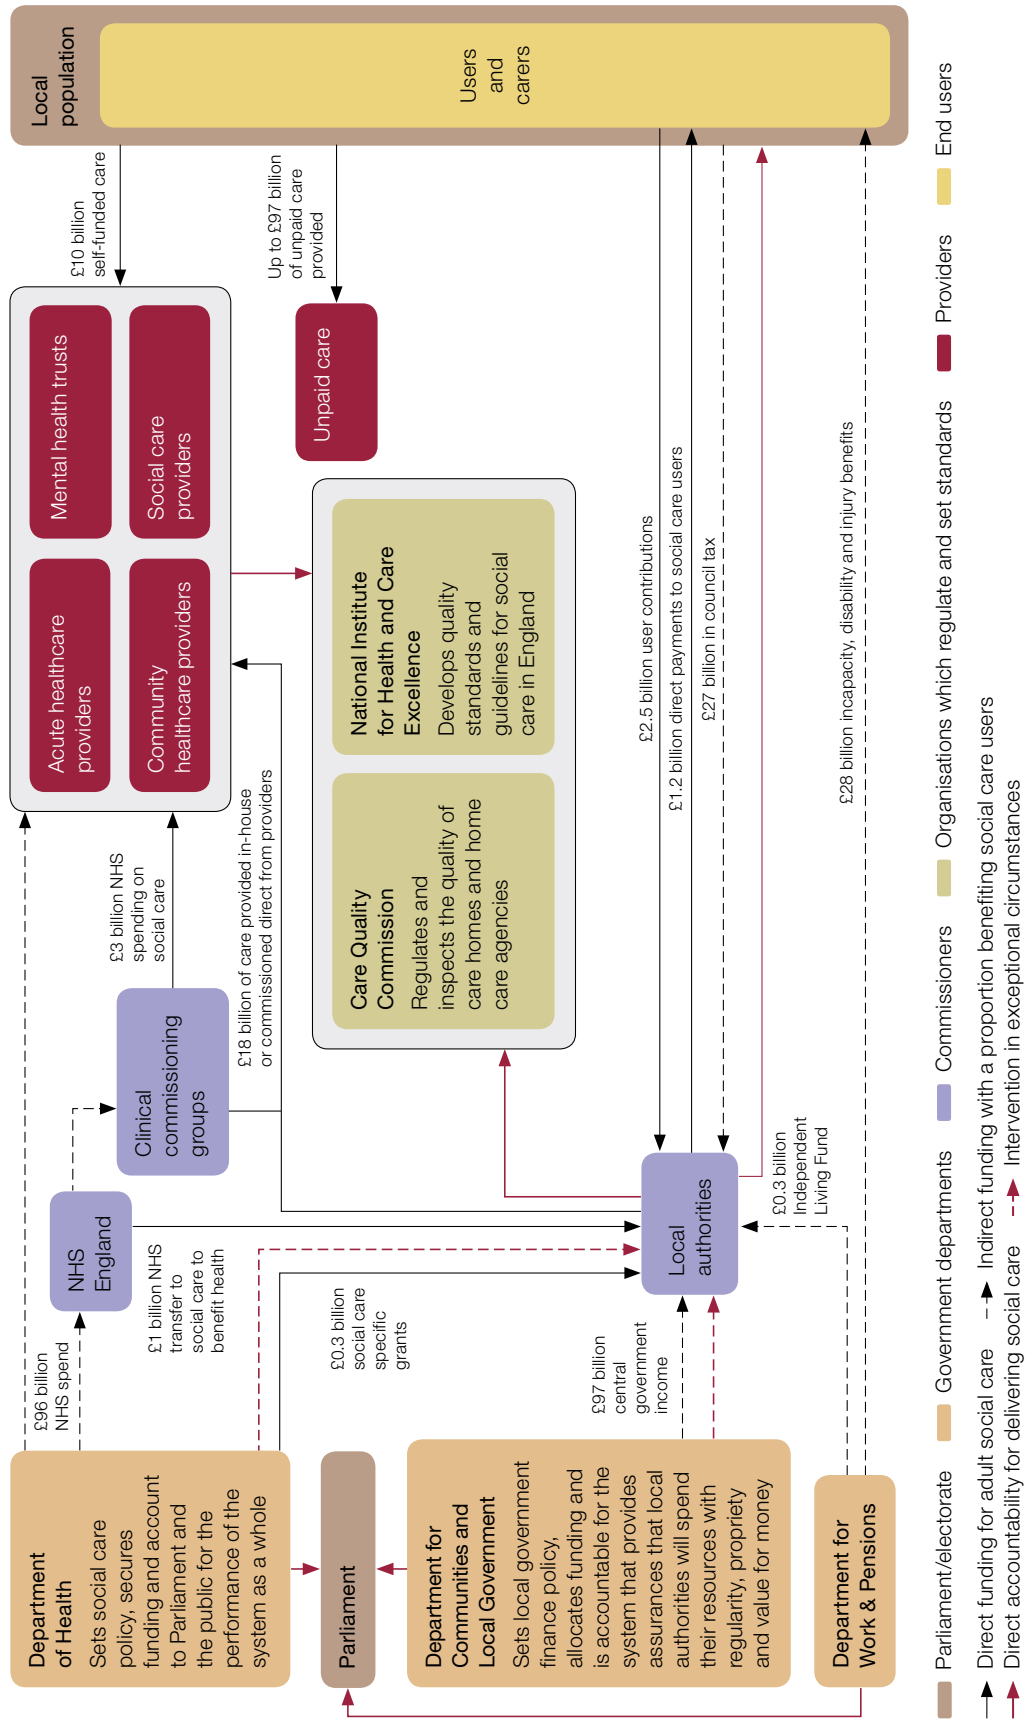 Department
of Health
Sets social care
policy, secures
funding and account
to Parliament and
the public for the
performance of the
system as a whole
Parliament
Department for
Communities and
Local Government
Sets local government
finance policy,
allocates funding and
is accountable for the
system that provides
assurances that local
authorities will spend
their resources with
regularity, propriety
and value for money
Department for
Work & Pensions
£96 billion
NHS spend
NHS
England
£1 billion NHS
transfer to
social care to
benefit health
£0.3 billion
social care
specific
grants
£97 billion
central
government
income
Clinical
commissioning
groups
Local
authorities
£0.3 billion
Independent
Living Fund
£3 billion NHS
spending on
social care
£18 billion of care provided in-house
or commissioned direct from providers
Acute healthcare
providers
Mental health trusts
Community
healthcare providers
Social care
providers
Care Quality
Commission
Regulates and
inspects the quality of
care homes and home
care agencies
National Institute
for Health and Care
Excellence
Develops quality
standards and
guidelines for social
care in England
Unpaid care
£10 billion
self-funded care
Up to £97 billion
of unpaid care
provided
£2.5 billion user contributions
£1.2 billion direct payments to social care users
£27 billion in council tax
£28 billion incapacity, disability and injury benefits
Local
population
Users
and
carers
Parliament/electorate
Government departments
Commissioners
Organisations which regulate and set standards
Providers
End users
Direct funding for adult social care
Indirect funding with a proportion benefiting social care users
Direct accountability for delivering social care
Intervention in exceptional circumstances